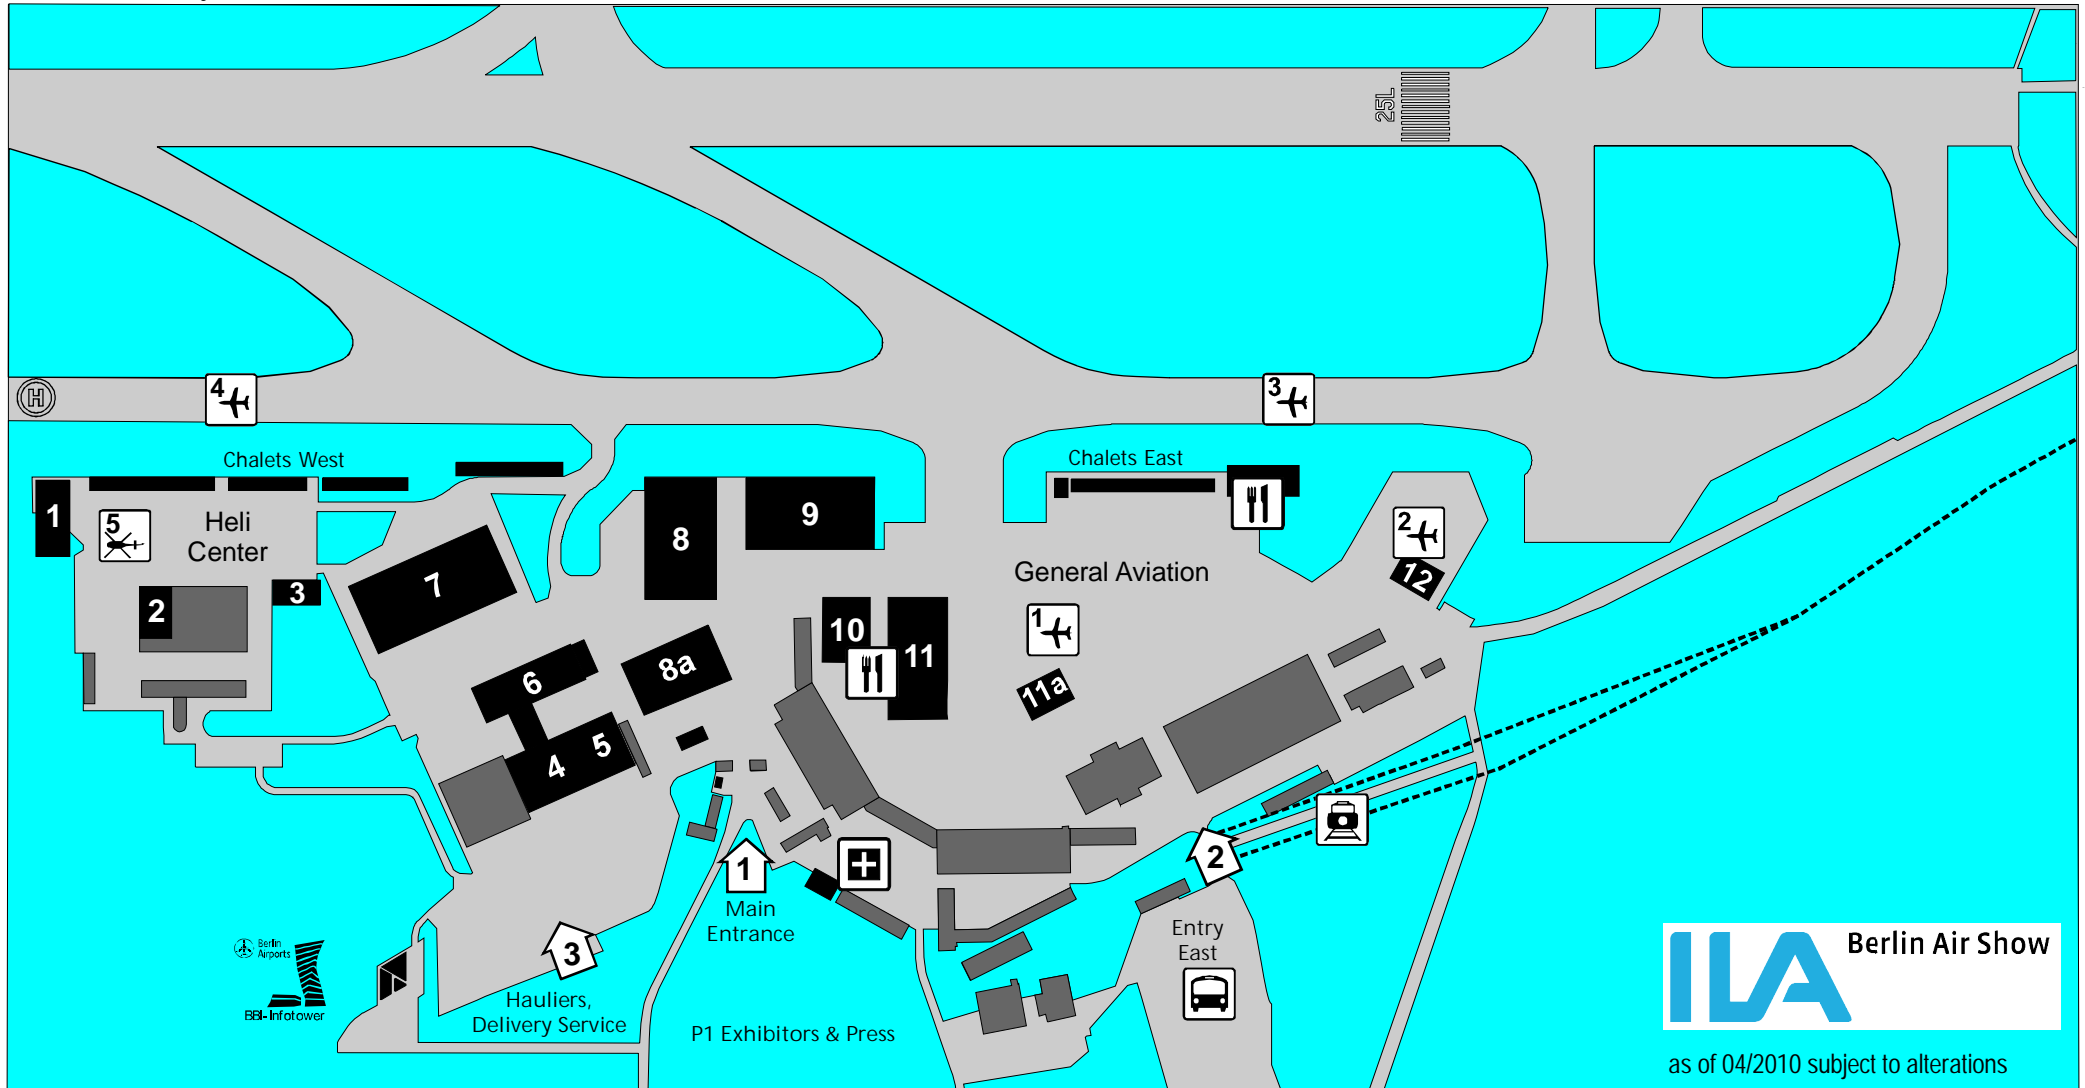 25L
H
4
3
Chalets West
Chalets East
1
5
Heli
Center
2
3
7
8
9
General Aviation
2
12
10
11
1
11a
6
8a
4
5
1
Main
Entrance
2
Entry
East
3
Hauliers,
Delivery Service
P1 Exhibitors & Press
Berlin
Airports
BBI-Infotower
ILA
Berlin Air Show
as of 04/2010 subject to alterations